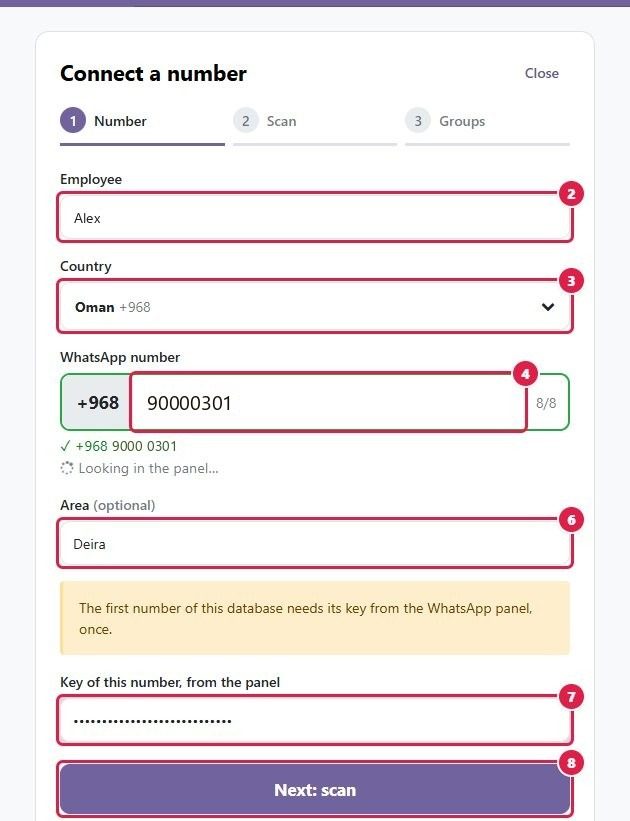 Connect a number
Close
1 Number
2 Scan
3 Groups
Employee
2
Alex
Country
3
Oman +968
WhatsApp number
4
+968 90000301 8/8
✓ +968 9000 0301
Looking in the panel...
Area (optional)
6
Deira
The first number of this database needs its key from the WhatsApp panel,
once.
Key of this number, from the panel
7
••••••••••••••••••••••••••••
8
Next: scan